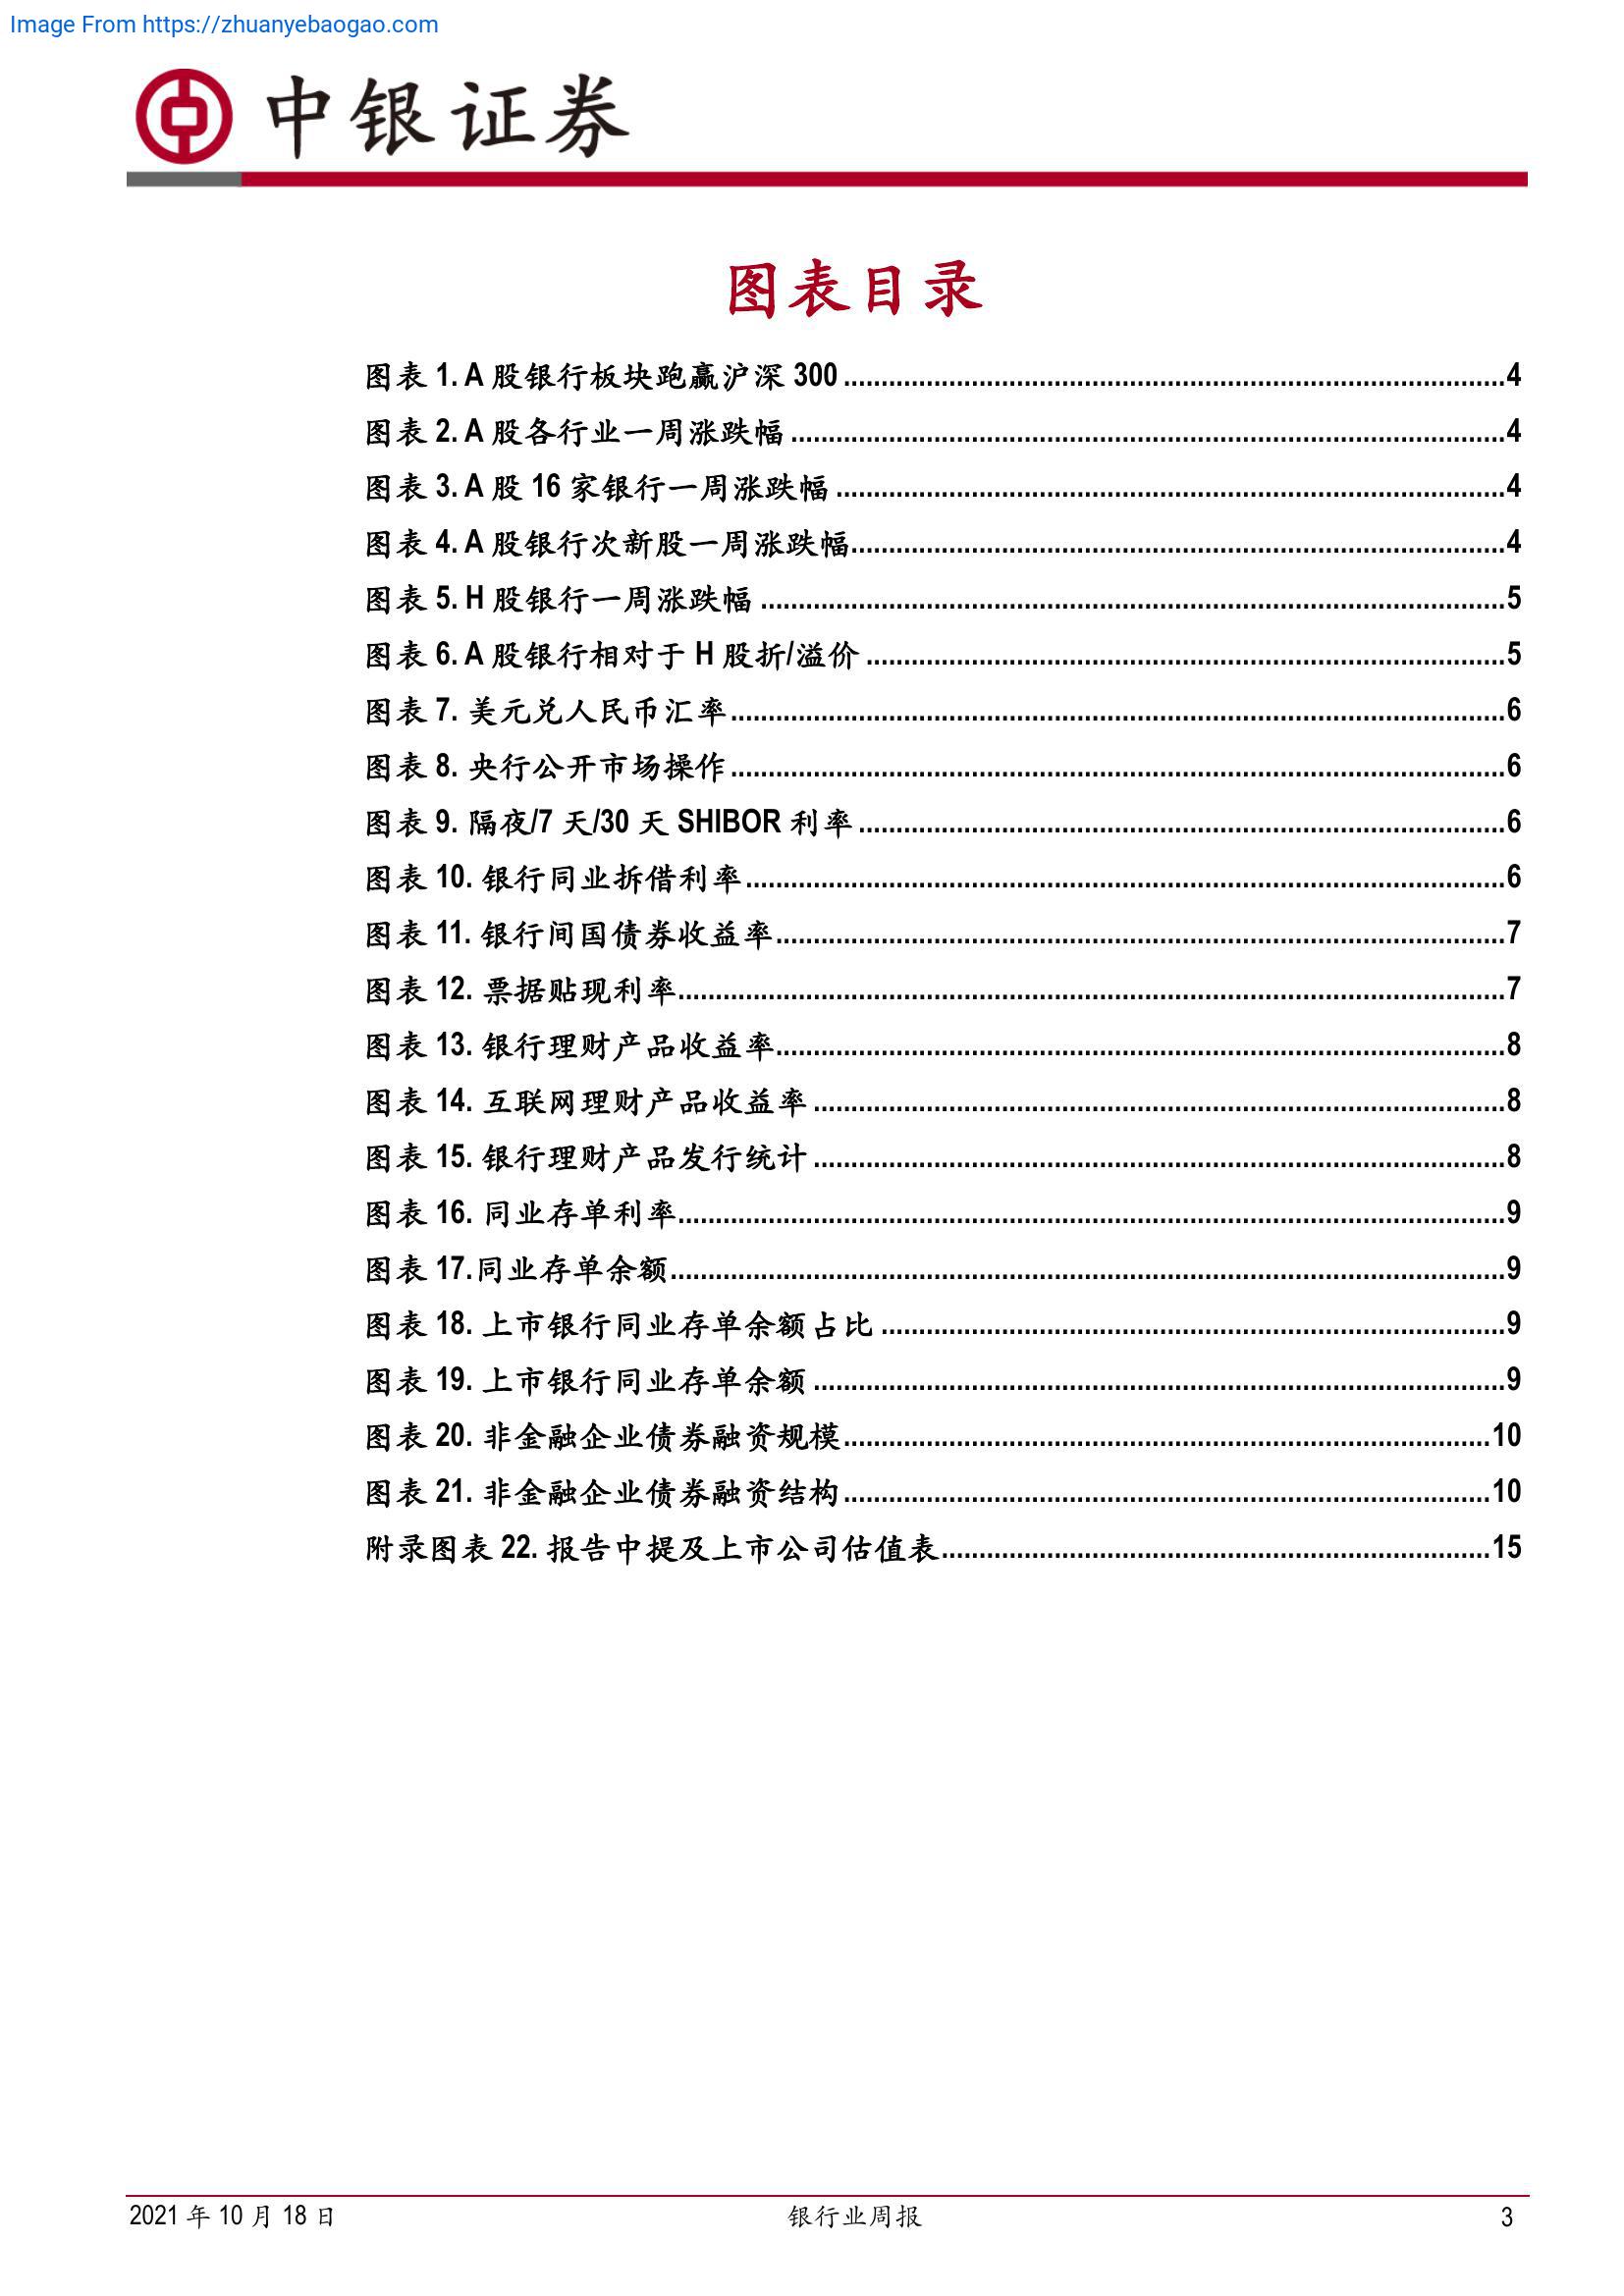 Image From https://zhuanyebaogao.com
中银证券
图表目录
图表 1. A 股银行板块跑赢沪深 300 ........ 4
图表 2. A 股各行业一周涨跌幅 ........ 4
图表 3. A 股 16 家银行一周涨跌幅 ........ 4
图表 4. A 股银行次新股一周涨跌幅........ 4
图表 5. H 股银行一周涨跌幅 ........ 5
图表 6. A 股银行相对于 H 股折/溢价 ........ 5
图表 7. 美元兑人民币汇率........ 6
图表 8. 央行公开市场操作........ 6
图表 9. 隔夜/7 天/30 天 SHIBOR 利率 ........ 6
图表 10. 银行同业拆借利率........ 6
图表 11. 银行间国债券收益率........ 7
图表 12. 票据贴现利率........ 7
图表 13. 银行理财产品收益率........ 8
图表 14. 互联网理财产品收益率 ........ 8
图表 15. 银行理财产品发行统计 ........ 8
图表 16. 同业存单利率........ 9
图表 17.同业存单余额........ 9
图表 18. 上市银行同业存单余额占比 ........ 9
图表 19. 上市银行同业存单余额 ........ 9
图表 20. 非金融企业债券融资规模........ 10
图表 21. 非金融企业债券融资结构........ 10
附录图表 22. 报告中提及上市公司估值表........ 15
2021 年 10 月 18 日 银行业周报 3